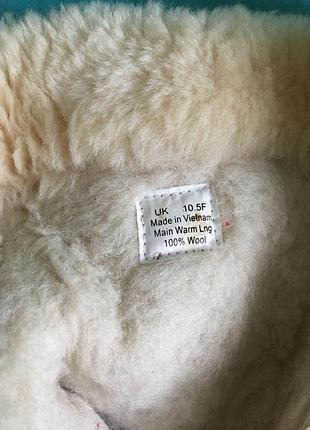 UK 10.5F
Made in Vietnam
Main Warm Lng
100% Wool